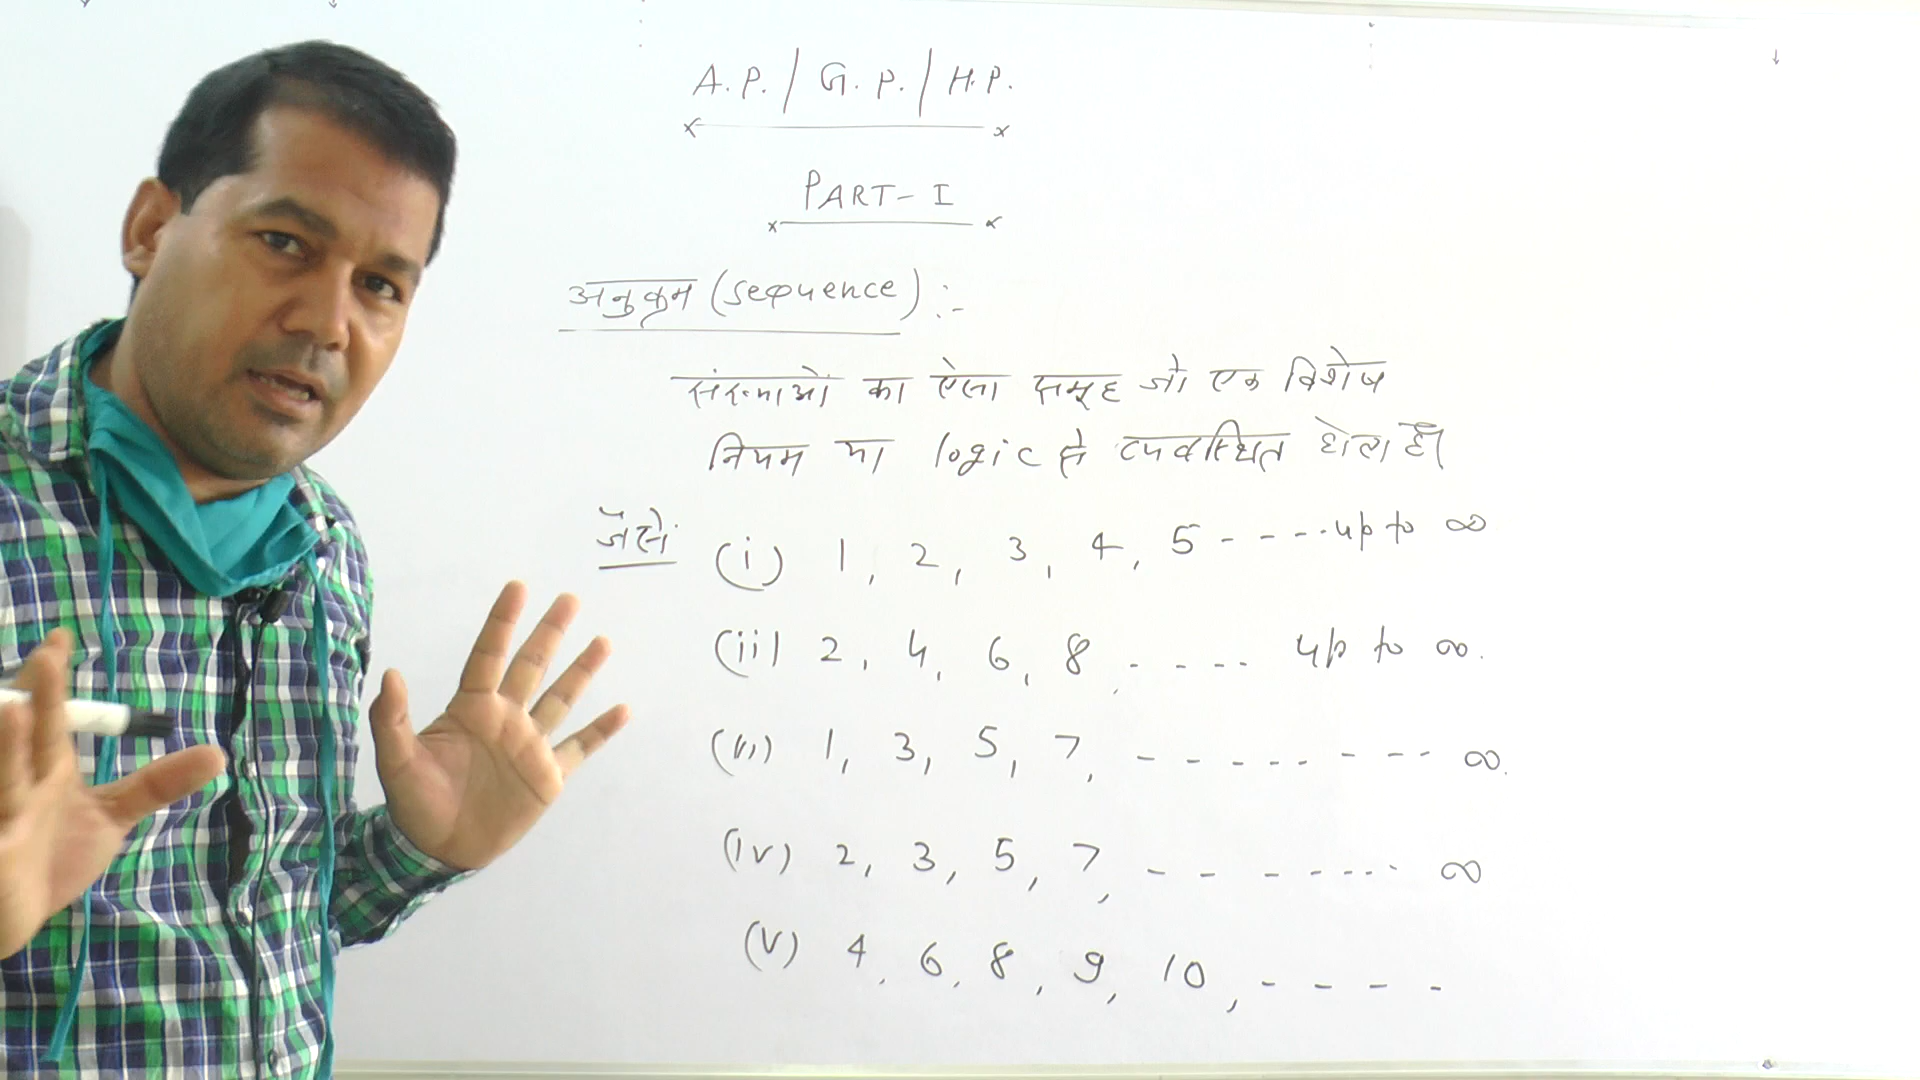 A.P. / G.P. / H.P.
PART-I
अनुक्रम (sequence) :-
संख्याओं का ऐसा समूह जो एक विशेष
नियम या logic से व्यवस्थित होता है।
जैसे: (i) 1, 2, 3, 4, 5 ----...up to ∞
(ii) 2, 4, 6, 8, .---- up to ∞.
(iii) 1, 3, 5, 7, --------- ∞.
(iv) 2, 3, 5, 7, -- -----.. ∞
(v) 4, 6, 8, 9, 10, ----